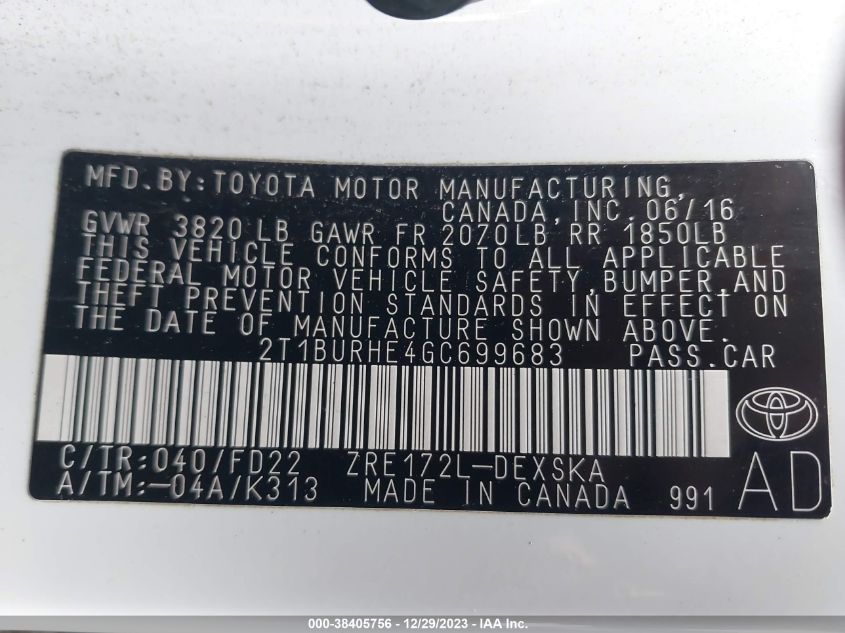 MFD.BY:TOYOTA MOTOR MANUFACTURING,
CANADA, INC. 06/16
GVWR 3820 LB GAWR FR 2070LB RR 1850LB
THIS VEHICLE CONFORMS TO ALL APPLICABLE
FEDERAL MOTOR VEHICLE SAFETY, BUMPER, AND
THEFT PREVENTION STANDARDS IN EFFECT ON
THE DATE OF MANUFACTURE SHOWN ABOVE.
2T1BURHE4GC699683 PASS.CAR
C/TR:040/FD22 ZRE172L-DEXSKA
A/TM:-04A/K313 MADE IN CANADA 991 AD
000-38405756 - 12/29/2023 - IAA Inc.